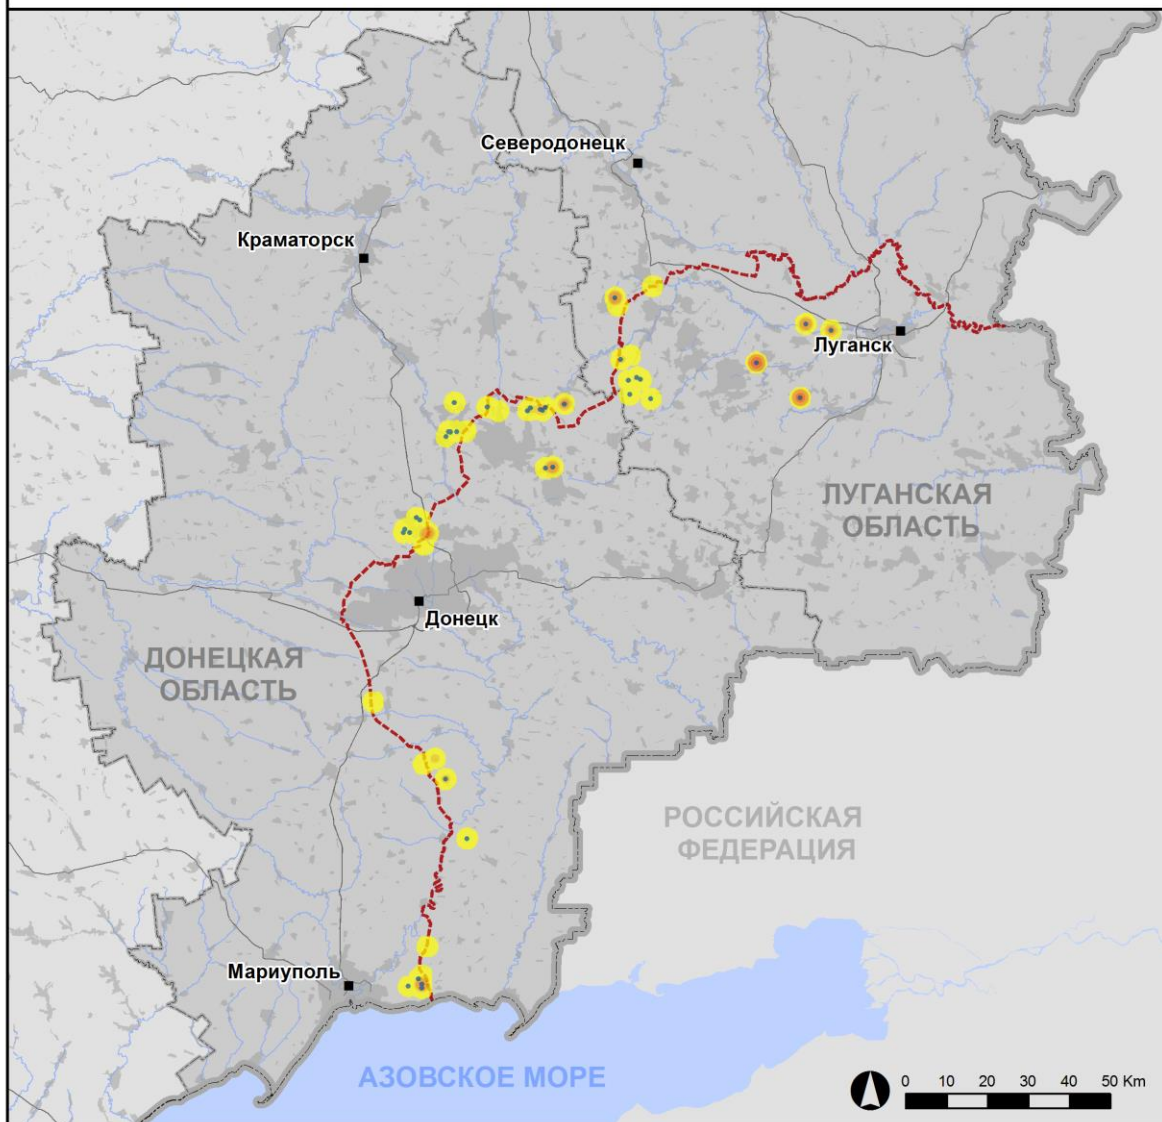 Северодонецк
Краматорск
Луганск
ЛУГАНСКАЯ
ОБЛАСТЬ
Донецк
ДОНЕЦКАЯ
ОБЛАСТЬ
РОССИЙСКАЯ
ФЕДЕРАЦИЯ
Мариуполь
АЗОВСКОЕ МОРЕ
0 10 20 30 40 50 Km